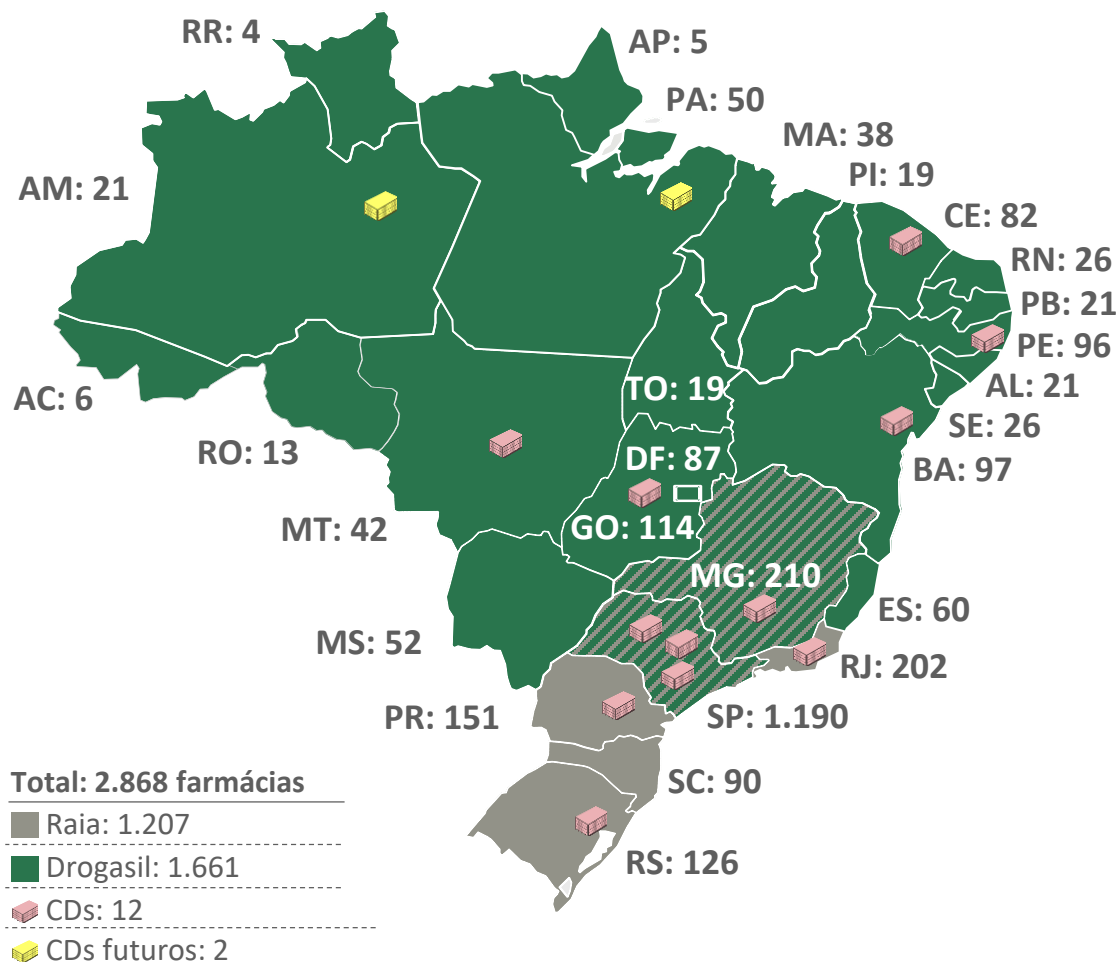 RR: 4
AP: 5
PA: 50
MA: 38
PI: 19
AM: 21
CE: 82
RN: 26
PB: 21
PE: 96
AL: 21
AC: 6
TO: 19
SE: 26
RO: 13
DF: 87
BA: 97
MT: 42
GO: 114
MG: 210
ES: 60
MS: 52
RJ: 202
PR: 151
SP: 1.190
SC: 90
RS: 126
Total: 2.868 farmácias
Raia: 1.207
Drogasil: 1.661
CDs: 12
CDs futuros: 2